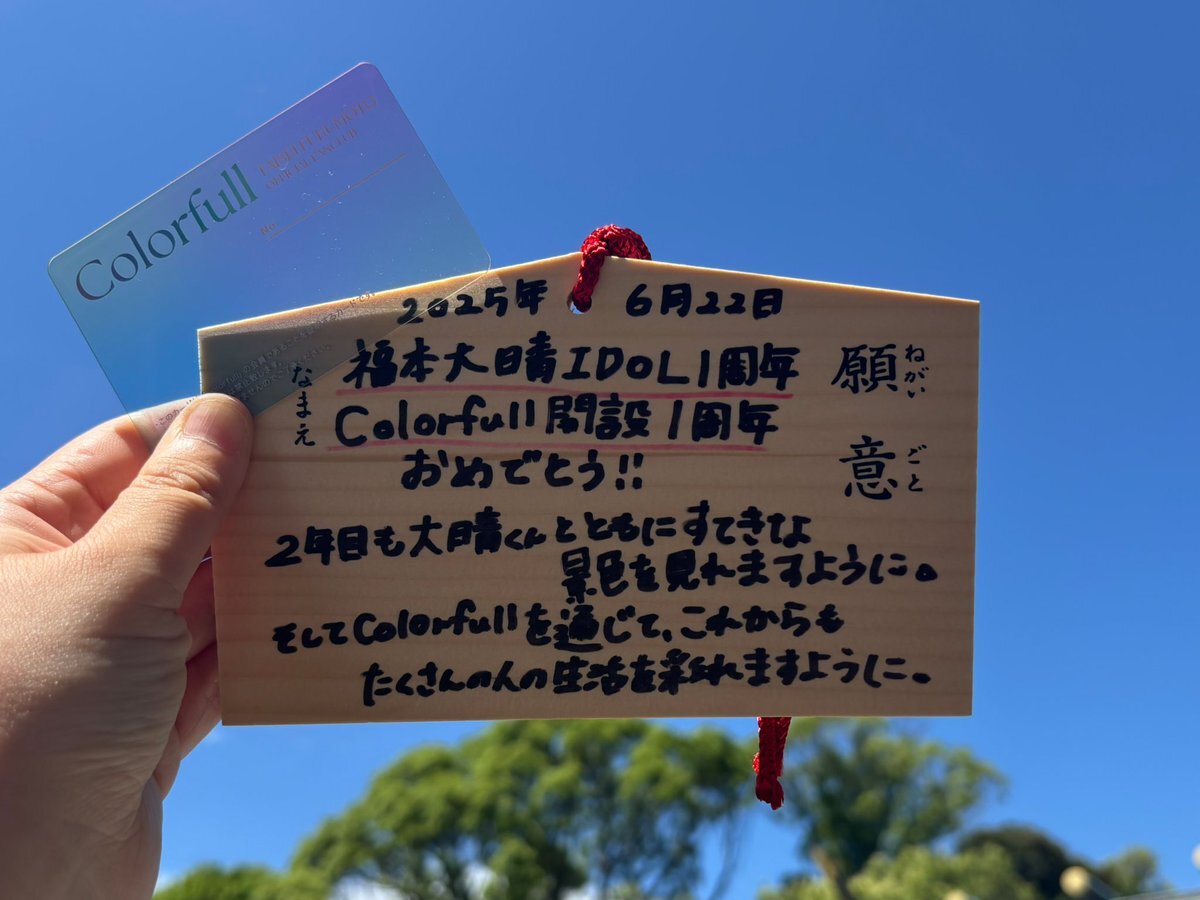 Colorfull
TAISEI FUKUMOTO
OFFICIAL FANCLUB
No
2025年 6月22日
福本大晴IDOL1周年
Colorfull開設1周年
おめでとう!!
2年目も大晴くんとともにすてきな
景色を見れますように。
そしてColorfullを通じて、これからも
たくさんの人の生活を彩れますように。
願意
ねがい
ごと
なまえ